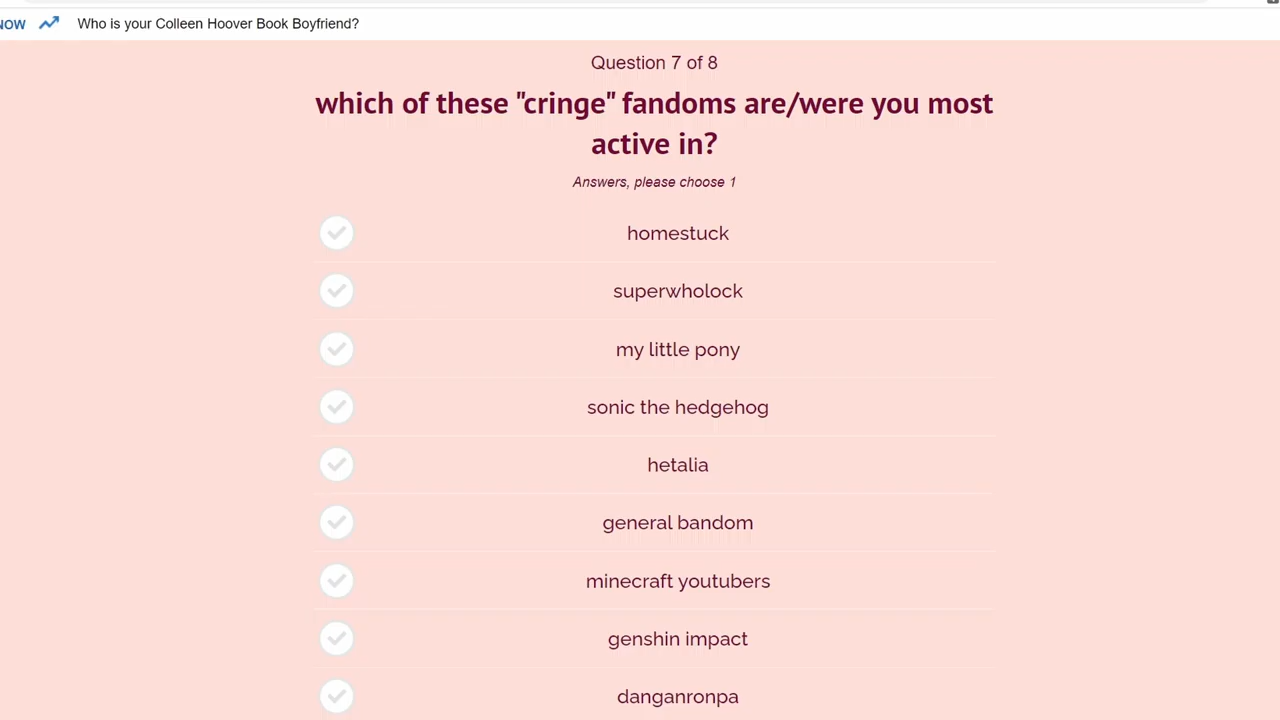 NOW Who is your Colleen Hoover Book Boyfriend?
Question 7 of 8
which of these "cringe" fandoms are/were you most
active in?
Answers, please choose 1
homestuck
superwholock
my little pony
sonic the hedgehog
hetalia
general bandom
minecraft youtubers
genshin impact
danganronpa